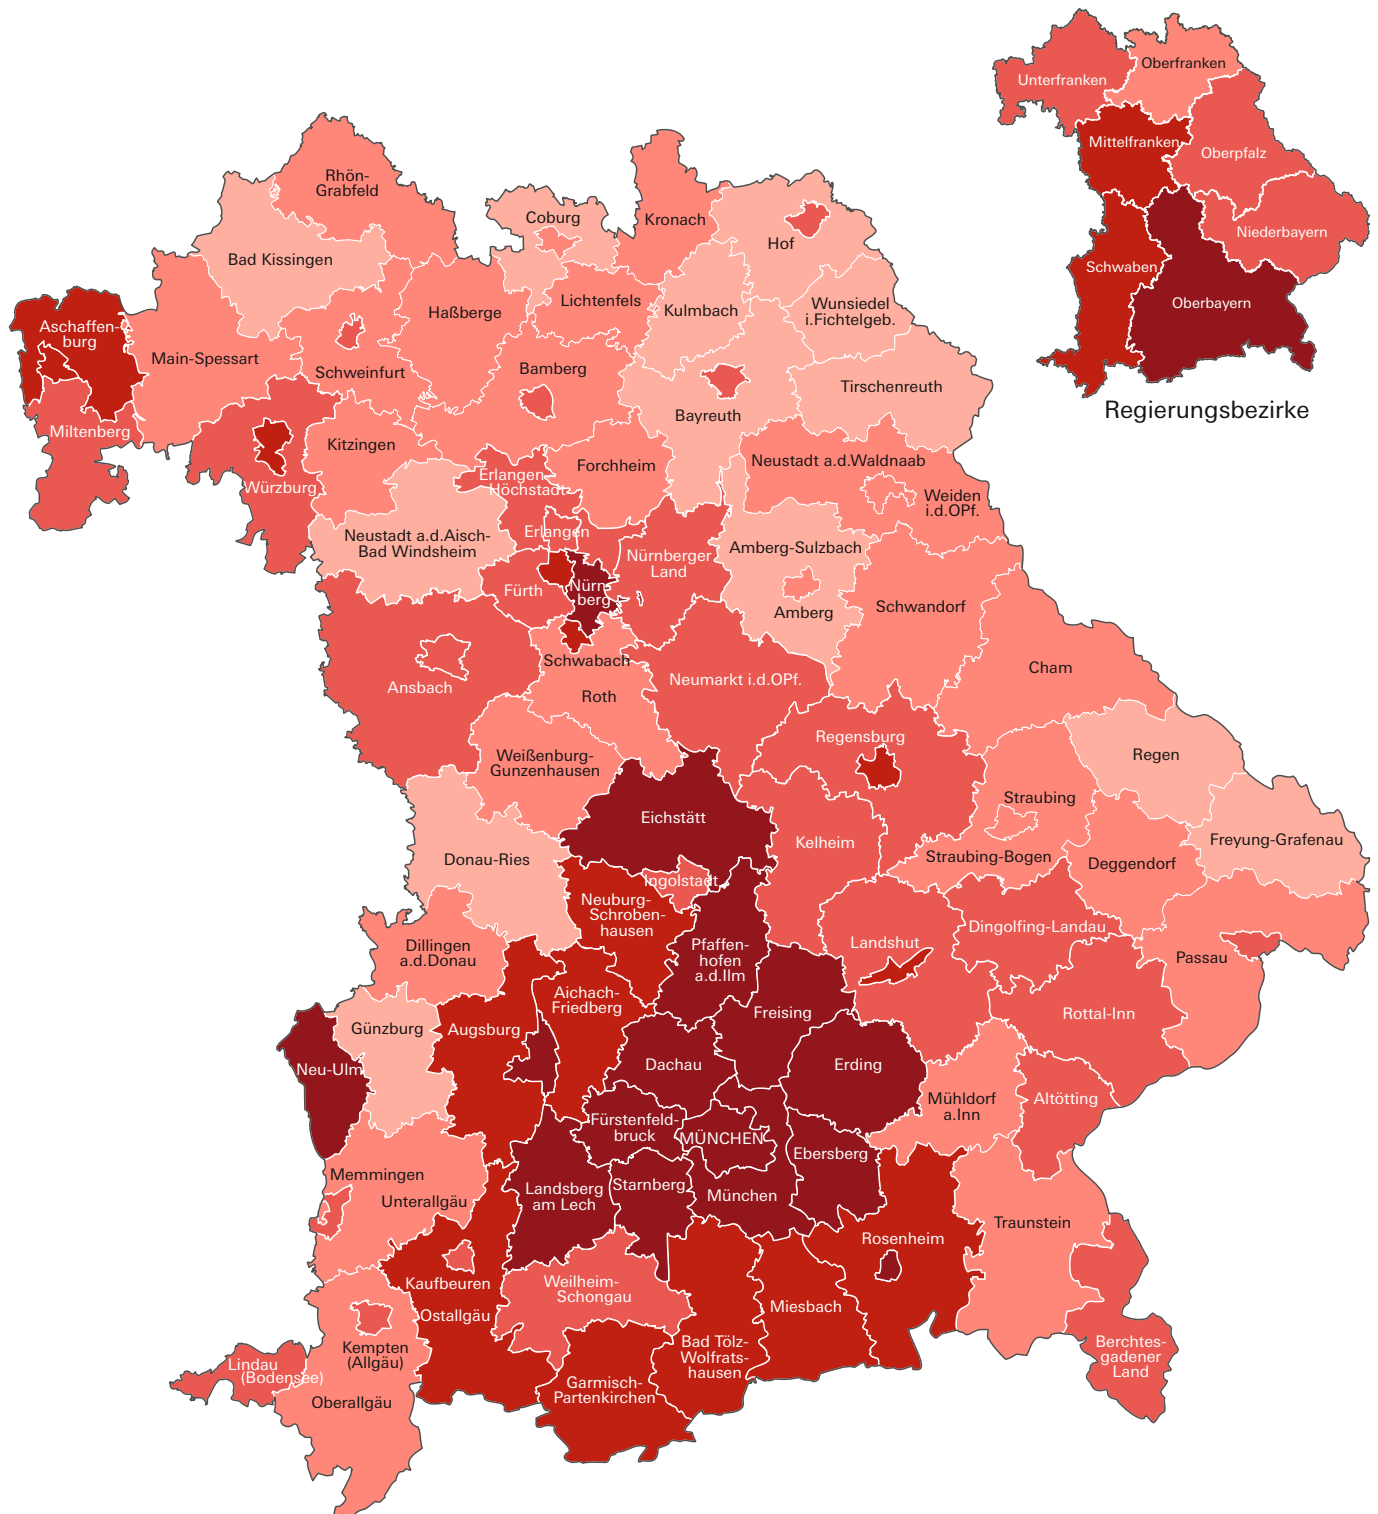 Oberfranken
Unterfranken
Mittelfranken
Oberpfalz
Niederbayern
Schwaben
Oberbayern
Regierungsbezirke
Rhön-
Grabfeld
Coburg
Kronach
Hof
Bad Kissingen
Lichtenfels
Haßberge
Kulmbach
Wunsiedel
i.Fichtelgeb.
Aschaffen-
burg
Main-Spessart
Schweinfurt
Bamberg
Tirschenreuth
Bayreuth
Miltenberg
Kitzingen
Forchheim
Neustadt a.d.Waldnaab
Würzburg
Erlangen-
Höchstadt
Weiden
i.d.OPf.
Neustadt a.d.Aisch-
Bad Windsheim
Erlangen
Nürnberger
Land
Amberg-Sulzbach
Fürth
Nürn-
berg
Amberg
Schwandorf
Schwabach
Cham
Ansbach
Roth
Neumarkt i.d.OPf.
Regensburg
Weißenburg-
Gunzenhausen
Regen
Straubing
Eichstätt
Kelheim
Freyung-Grafenau
Donau-Ries
Straubing-Bogen
Deggendorf
Ingolstadt
Neuburg-
Schroben-
hausen
Dingolfing-Landau
Dillingen
a.d.Donau
Pfaffen-
hofen
a.d.Ilm
Landshut
Passau
Aichach-
Friedberg
Freising
Rottal-Inn
Günzburg
Augsburg
Neu-Ulm
Dachau
Erding
Mühldorf
a.Inn
Altötting
Fürstenfeld-
bruck
MÜNCHEN
Ebersberg
Memmingen
Unterallgäu
Landsberg
am Lech
Starnberg
München
Traunstein
Rosenheim
Kaufbeuren
Weilheim-
Schongau
Ostallgäu
Miesbach
Kempten
(Allgäu)
Bad Tölz-
Wolfrats-
hausen
Berchtes-
gadener
Land
Lindau
(Bodensee)
Garmisch-
Partenkirchen
Oberallgäu